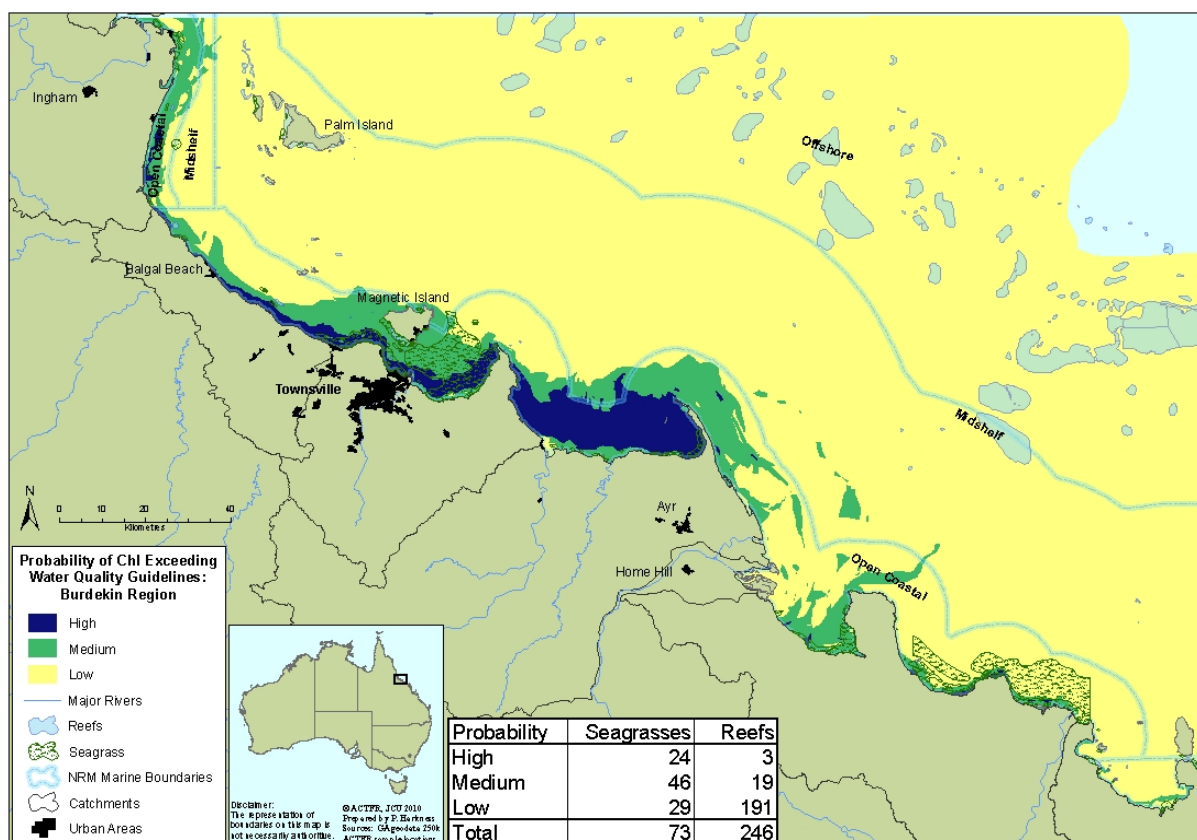 Ingham
Open Coastal
Midshelf
Palm Island
Offshore
Balgal Beach
Magnetic Island
Townsville
Midshelf
Ayr
Home Hill
Open Coastal
N
0 10 20 40
Kilometres
Probability of Chl Exceeding
Water Quality Guidelines:
Burdekin Region
High
Medium
Low
Major Rivers
Reefs
Seagrass
NRM Marine Boundaries
Catchments
Urban Areas
Disclaimer:
The representation of
boundaries on this map is
not necessarily
©ACTFR, JCU 2010
Prepared by P. Harkness
Sources: GAgeodata 250k
Probability Seagrasses Reefs
High 24 3
Medium 46 19
Low 29 191
Total 73 246